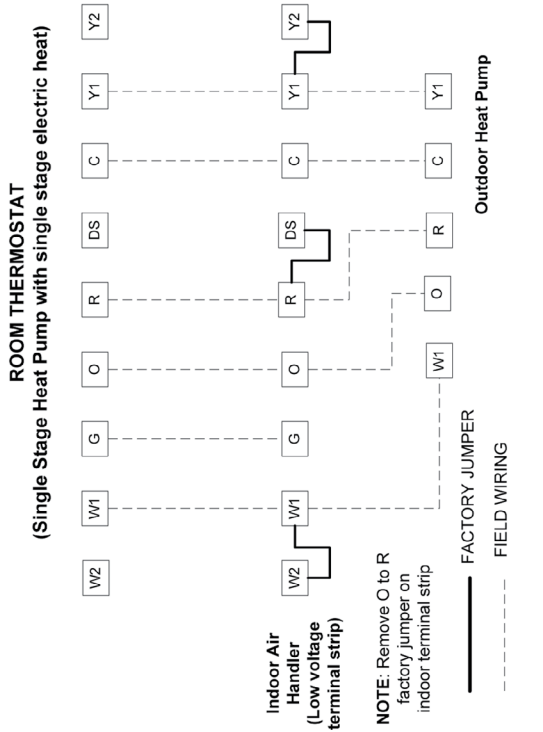 ROOM THERMOSTAT
(Single Stage Heat Pump with single stage electric heat)
W2 W1 G O R DS C Y1 Y2
Indoor Air
Handler
(Low voltage
terminal strip)
W2 W1 G O R DS C Y1 Y2
W1 O R C Y1
Outdoor Heat Pump
NOTE: Remove O to R
factory jumper on
indoor terminal strip
FACTORY JUMPER
FIELD WIRING